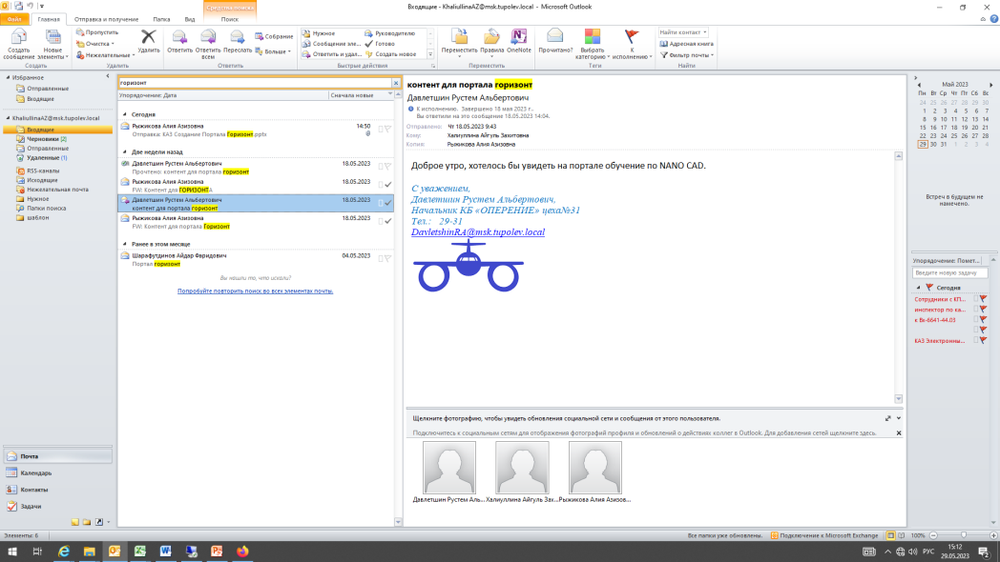 Входящие - KhaliullinaAZ@msk.tupolev.local - Microsoft Outlook
Средства поиска
Файл Главная Отправка и получение Папка Вид Поиск
Создать сообщение
Новые элементы
Создать
Пропустить
Очистка
Нежелательные
Удалить
Удалить
Ответить
Ответить всем
Переслать
Собрание
Больше
Ответить
Нужное
Сообщение эле...
Ответить и удал...
Руководителю
Готово
Создать новое
Быстрые действия
Переместить
Правила
OneNote
Переместить
Прочитано?
Выбрать категорию
К исполнению
Теги
Найти контакт
Адресная книга
Фильтр почты
Найти
Избранное
Отправленные
Входящие
KhaliullinaAZ@msk.tupolev.local
Входящие
Черновики [2]
Отправленные
Удаленные (1)
RSS-каналы
Исходящие
Нежелательная почта
Нужное
Папки поиска
шаблон
Почта
Календарь
Контакты
Задачи
горизонт
Упорядочение: Дата Сначала новые
Сегодня
Рыжикова Алия Азизовна 14:50
Отправка: КАЗ Создание Портала Горизонт.pptx
Две недели назад
Давлетшин Рустем Альбертович 18.05.2023
Прочтено: контент для портала горизонт
Рыжикова Алия Азизовна 18.05.2023
FW: Контент для ГОРИЗОНТА
Давлетшин Рустем Альбертович 18.05.2023
контент для портала горизонт
Рыжикова Алия Азизовна 18.05.2023
FW: Контент для портала Горизонт
Ранее в этом месяце
Шарафутдинов Айдар Фаридович 04.05.2023
Портал горизонт
Вы нашли то, что искали?
Попробуйте повторить поиск во всех элементах почты.
контент для портала горизонт
Давлетшин Рустем Альбертович
К исполнению. Завершено 18 мая 2023 г..
Вы ответили на это сообщение 18.05.2023 14:04.
Отправлено: Чт 18.05.2023 9:43
Кому: Халиуллина Айгуль Захитовна
Копия: Рыжикова Алия Азизовна
Доброе утро, хотелось бы увидеть на портале обучение по NANO CAD.
С уважением,
Давлетшин Рустем Альбертович,
Начальник КБ «ОПЕРЕНИЕ» цеха№31
Тел.: 29-31
DavletshinRA@msk.tupolev.local
Щелкните фотографию, чтобы увидеть обновления социальной сети и сообщения от этого пользователя.
Подключитесь к социальным сетям для отображения фотографий профиля и обновлений о действиях коллег в Outlook. Для добавления сетей щелкните здесь.
Давлетшин Рустем Аль... Халиуллина Айгуль Зах... Рыжикова Алия Азизов...
Май 2023
Пн Вт Ср Чт Пт Сб Вс
24 25 26 27 28 29 30
1 2 3 4 5 6 7
8 9 10 11 12 13 14
15 16 17 18 19 20 21
22 23 24 25 26 27 28
29 30 31 1 2 3 4
Встреч в будущем не намечено.
Упорядочение: Помет...
Введите новую задачу
Сегодня
Сотрудники с КП...
инспектор по ка...
к Вх-6641-44.03
КАЗ Электронны...
Элементы: 6
Все папки уже обновлены. Подключение к Microsoft Exchange 100%
РУС
15:12
29.05.2023
2